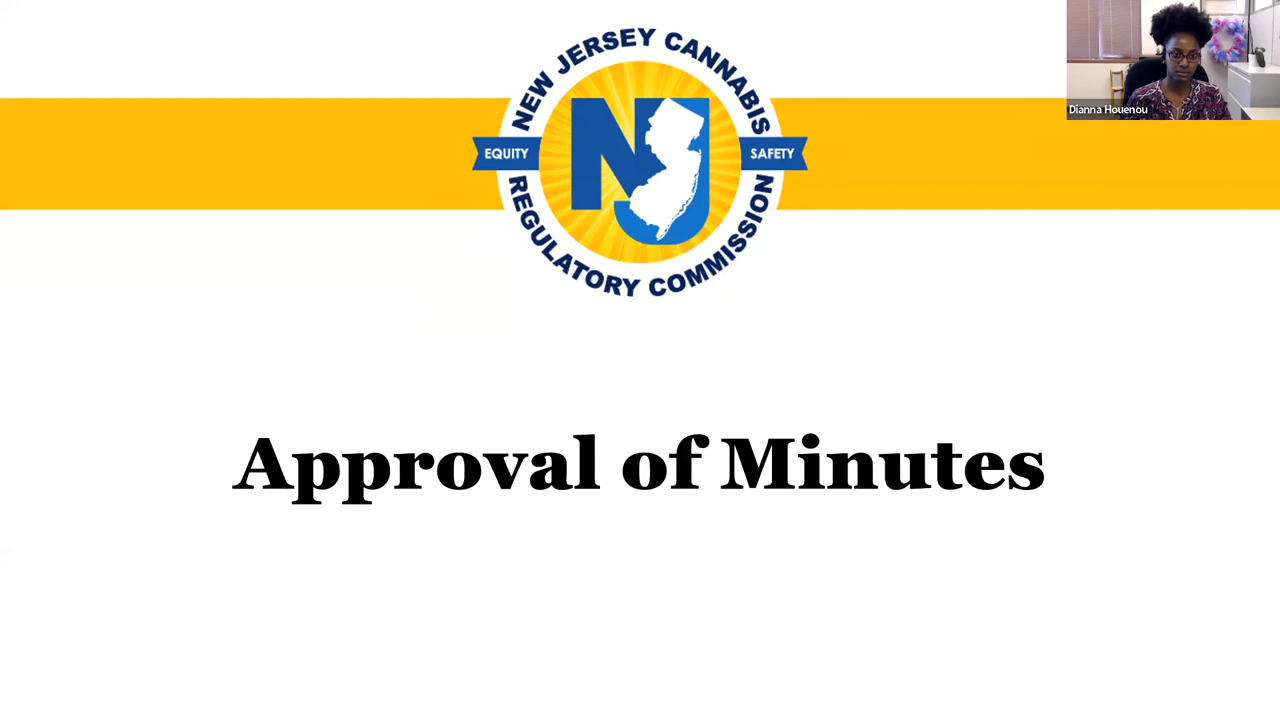 NEW JERSEY CANNABIS
EQUITY
SAFETY
REGULATORY COMMISSION
NJ
Dianna Houenou
Approval of Minutes